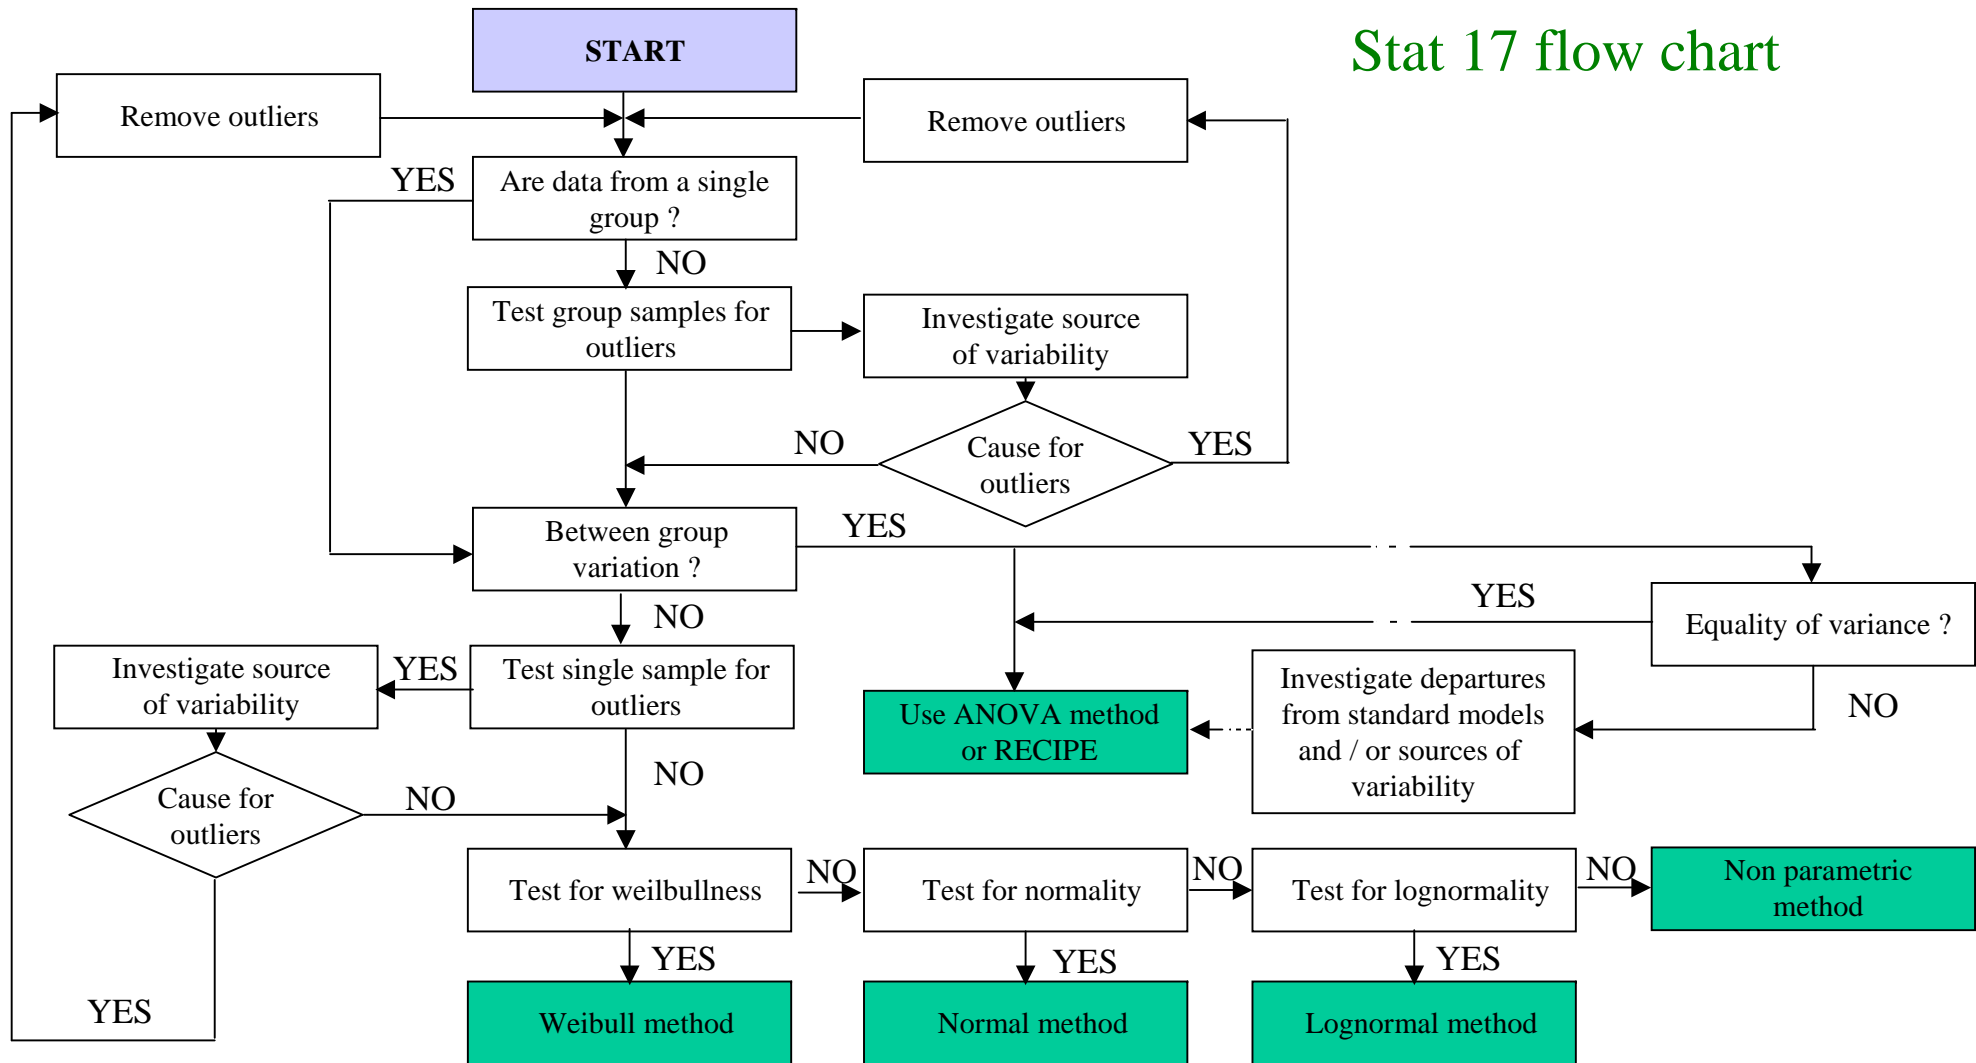 START
Stat 17 flow chart
Remove outliers
Remove outliers
YES
Are data from a single
group ?
NO
Test group samples for
outliers
Investigate source
of variability
NO
Cause for
outliers
YES
Between group
variation ?
YES
NO
YES
Equality of variance ?
Investigate source
of variability
YES
Test single sample for
outliers
Use ANOVA method
or RECIPE
Investigate departures
from standard models
and / or sources of
variability
NO
NO
Cause for
outliers
NO
Test for weilbullness
NO
Test for normality
NO
Test for lognormality
NO
Non parametric
method
YES
YES
YES
YES
Weibull method
Normal method
Lognormal method